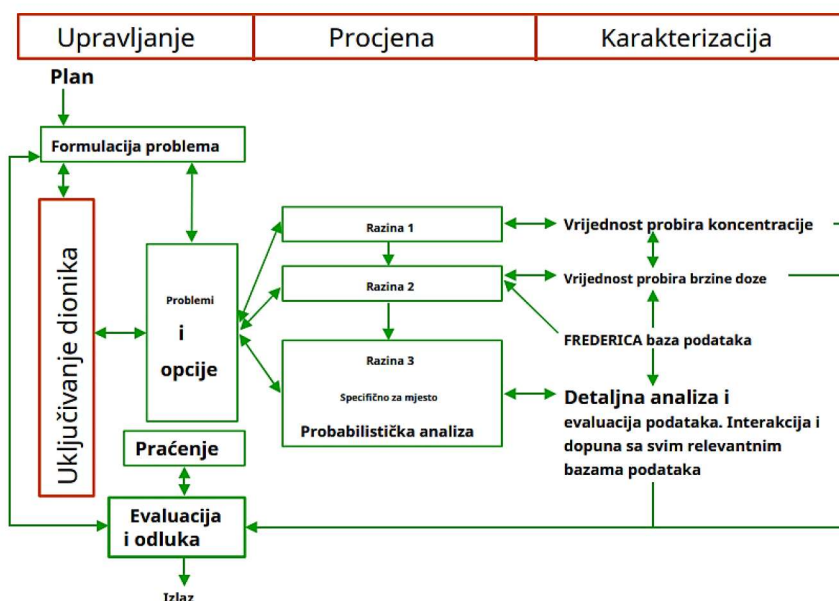 Upravljanje
Procjena
Karakterizacija
Plan
Formulacija problema
Uključivanje dionika
Problemi
i
opcije
Praćenje
Evaluacija
i odluka
Izlaz
Razina 1
Razina 2
Razina 3
Specifično za mjesto
Probabilistička analiza
Vrijednost probira koncentracije
Vrijednost probira brzine doze
FREDERICA baza podataka
Detaljna analiza i
evaluacija podataka. Interakcija i
dopuna sa svim relevantnim
bazama podataka